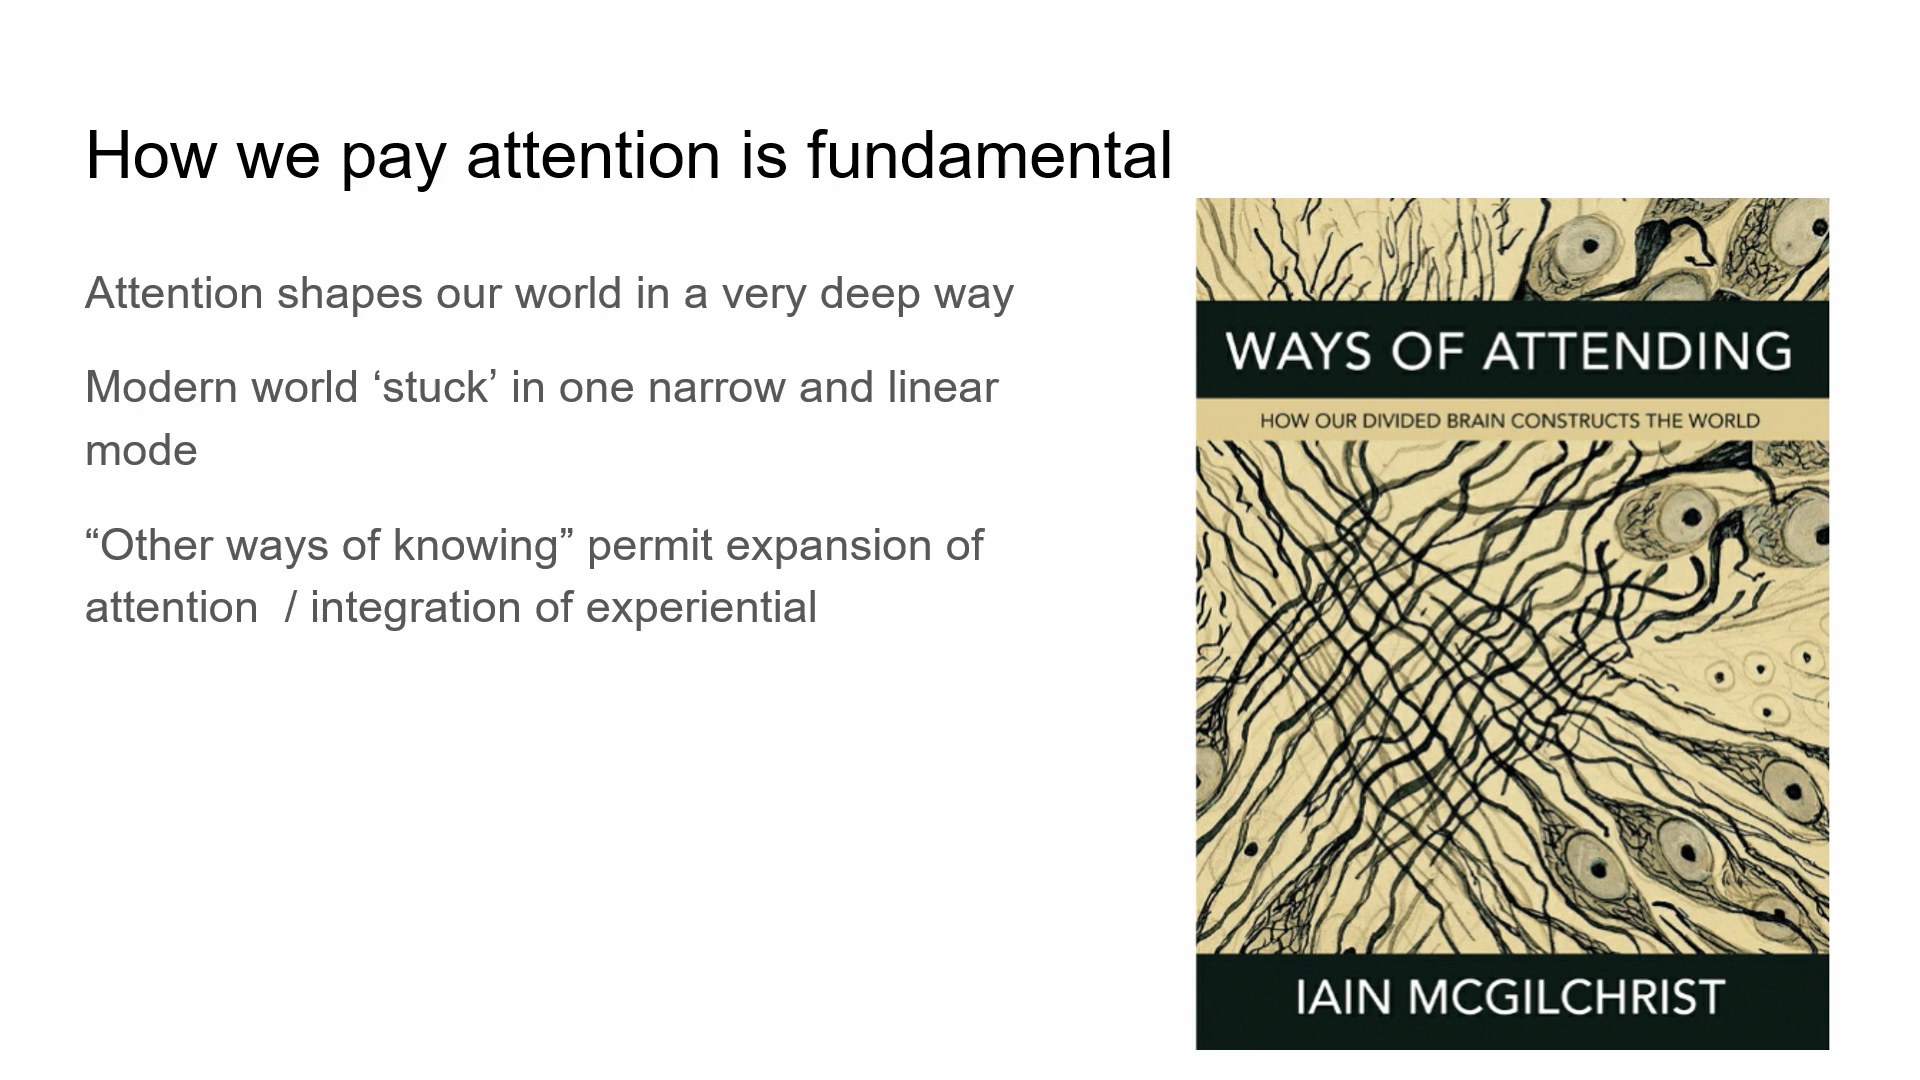 How we pay attention is fundamental
Attention shapes our world in a very deep way
Modern world ‘stuck’ in one narrow and linear
mode
“Other ways of knowing” permit expansion of
attention  / integration of experiential
WAYS OF ATTENDING
HOW OUR DIVIDED BRAIN CONSTRUCTS THE WORLD
IAIN MCGILCHRIST